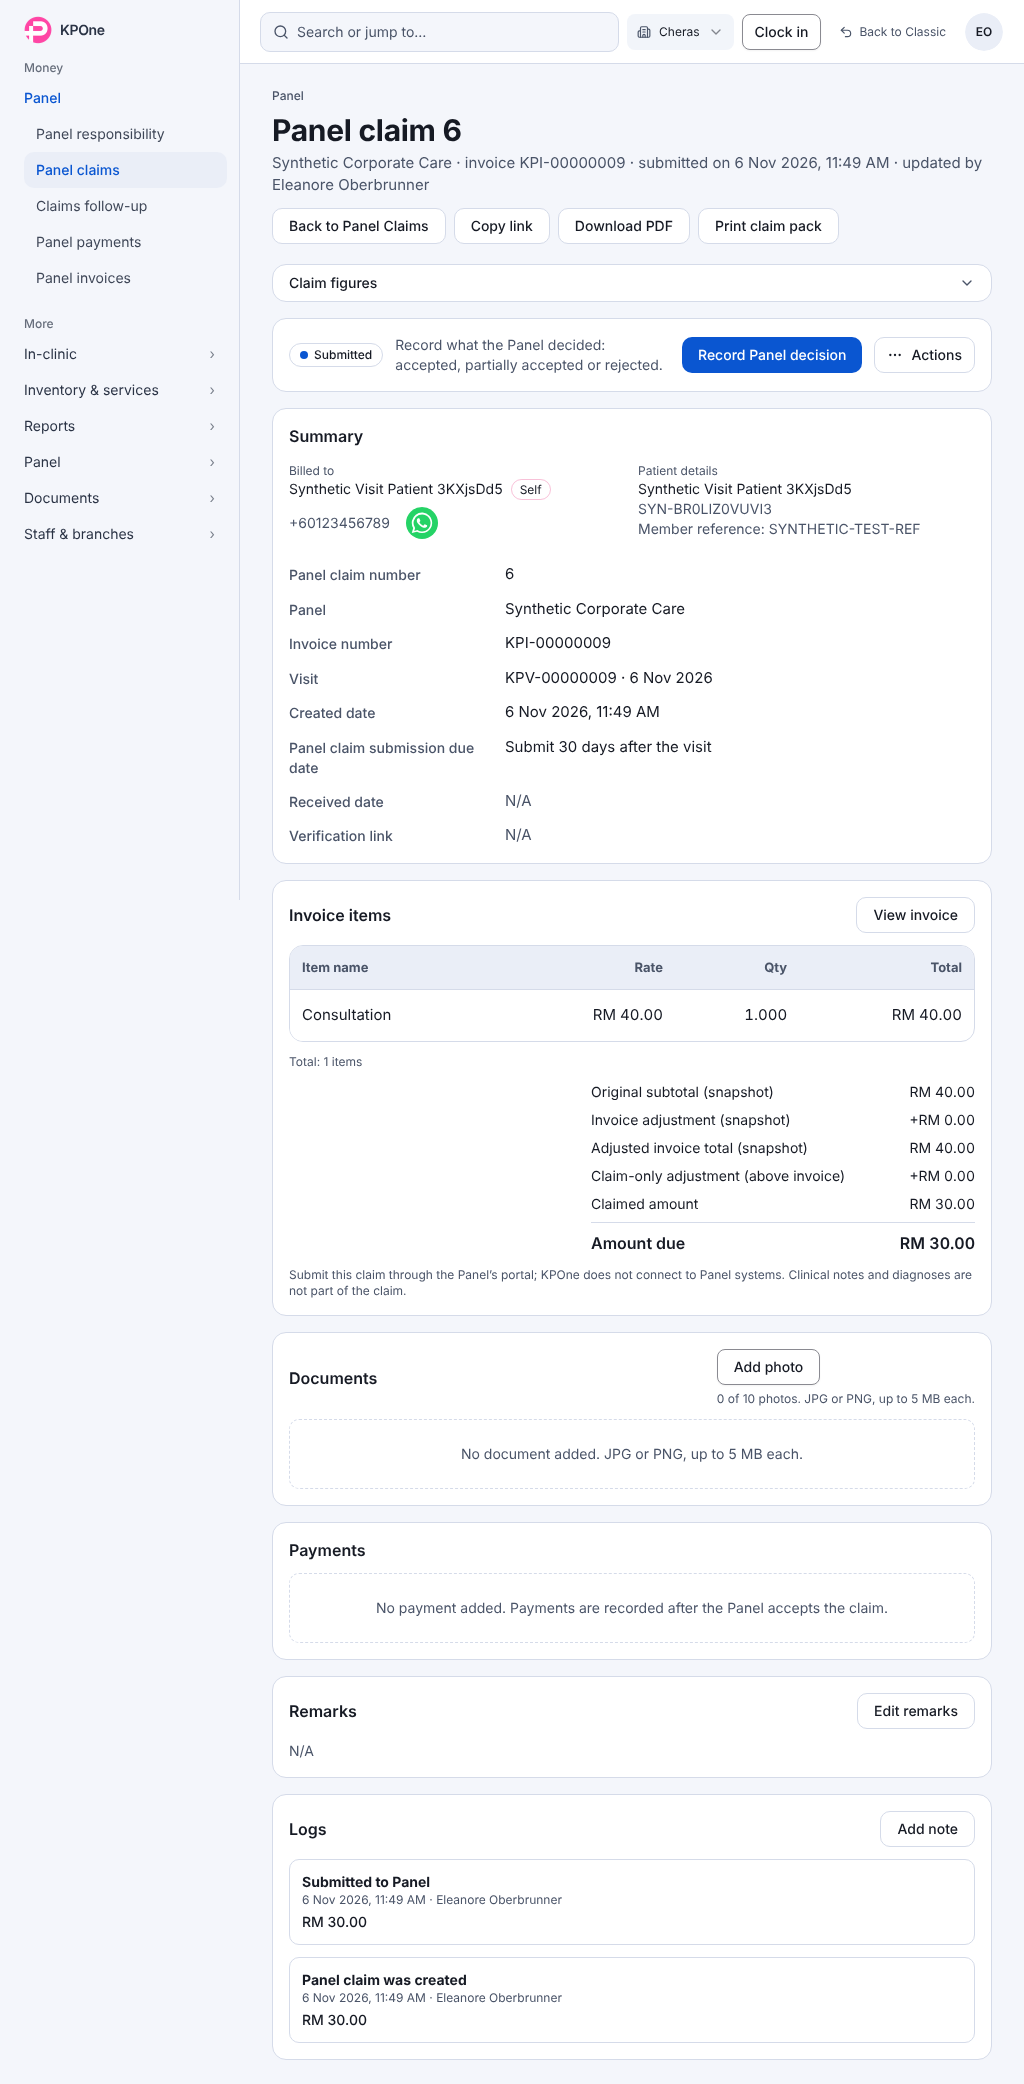 KPOne
Money
Panel
Panel responsibility
Panel claims
Claims follow-up
Panel payments
Panel invoices
More
In-clinic
Inventory & services
Reports
Panel
Documents
Staff & branches
Search or jump to...
Cheras
Clock in
Back to Classic
EO
Panel
Panel claim 6
Synthetic Corporate Care · invoice KPI-00000009 · submitted on 6 Nov 2026, 11:49 AM · updated by
Eleanore Oberbrunner
Back to Panel Claims
Copy link
Download PDF
Print claim pack
Claim figures
Submitted
Record what the Panel decided:
accepted, partially accepted or rejected.
Record Panel decision
Actions
Summary
Billed to
Synthetic Visit Patient 3KXjsDd5 Self
+60123456789
Patient details
Synthetic Visit Patient 3KXjsDd5
SYN-BR0LIZ0VUVI3
Member reference: SYNTHETIC-TEST-REF
Panel claim number 6
Panel Synthetic Corporate Care
Invoice number KPI-00000009
Visit KPV-00000009 · 6 Nov 2026
Created date 6 Nov 2026, 11:49 AM
Panel claim submission due Submit 30 days after the visit
date
Received date N/A
Verification link N/A
Invoice items
View invoice
Item name Rate Qty Total
Consultation RM 40.00 1.000 RM 40.00
Total: 1 items
Original subtotal (snapshot) RM 40.00
Invoice adjustment (snapshot) +RM 0.00
Adjusted invoice total (snapshot) RM 40.00
Claim-only adjustment (above invoice) +RM 0.00
Claimed amount RM 30.00
Amount due RM 30.00
Submit this claim through the Panel's portal; KPOne does not connect to Panel systems. Clinical notes and diagnoses are
not part of the claim.
Documents
Add photo
0 of 10 photos. JPG or PNG, up to 5 MB each.
No document added. JPG or PNG, up to 5 MB each.
Payments
No payment added. Payments are recorded after the Panel accepts the claim.
Remarks
Edit remarks
N/A
Logs
Add note
Submitted to Panel
6 Nov 2026, 11:49 AM · Eleanore Oberbrunner
RM 30.00
Panel claim was created
6 Nov 2026, 11:49 AM · Eleanore Oberbrunner
RM 30.00